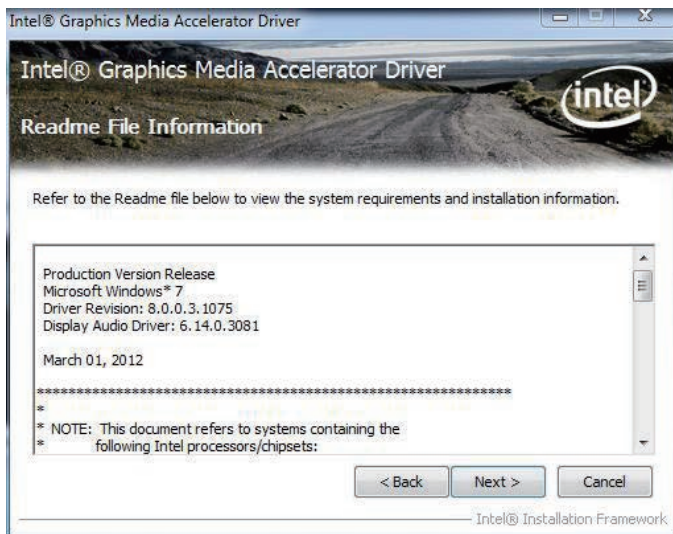 Intel® Graphics Media Accelerator Driver
Intel® Graphics Media Accelerator Driver
intel
Readme File Information
Refer to the Readme file below to view the system requirements and installation information.
Production Version Release
Microsoft Windows* 7
Driver Revision: 8.0.0.3.1075
Display Audio Driver: 6.14.0.3081
March 01, 2012
************************************************************
*
* NOTE: This document refers to systems containing the
* following Intel processors/chipsets:
< Back
Next >
Cancel
Intel® Installation Framework